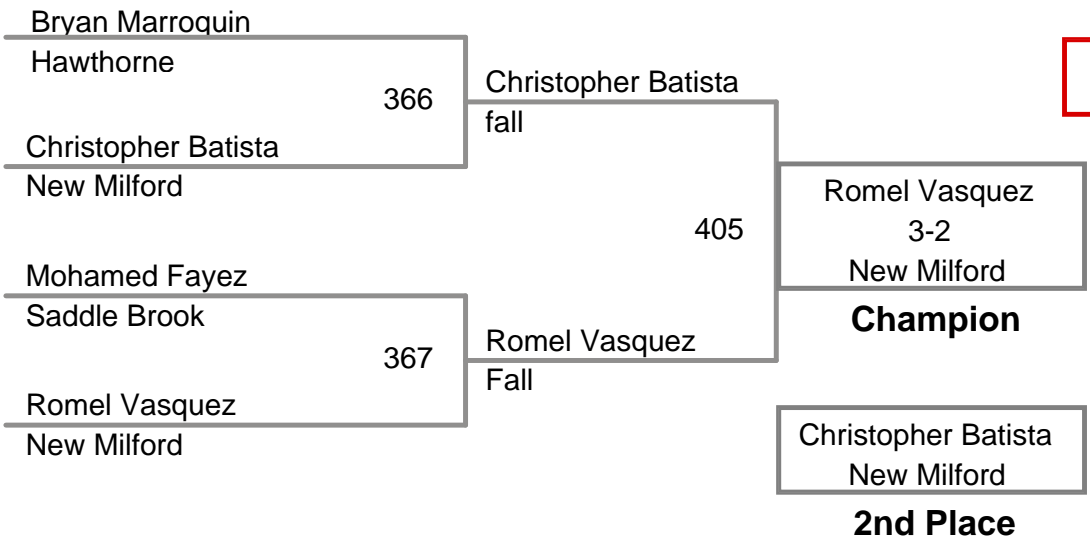 Bryan Marroquin
Hawthorne
366
Christopher Batista
New Milford
Christopher Batista
fall
Mohamed Fayez
Saddle Brook
367
Romel Vasquez
New Milford
Romel Vasquez
Fall
405
Romel Vasquez
3-2
New Milford
Champion
Christopher Batista
New Milford
2nd Place